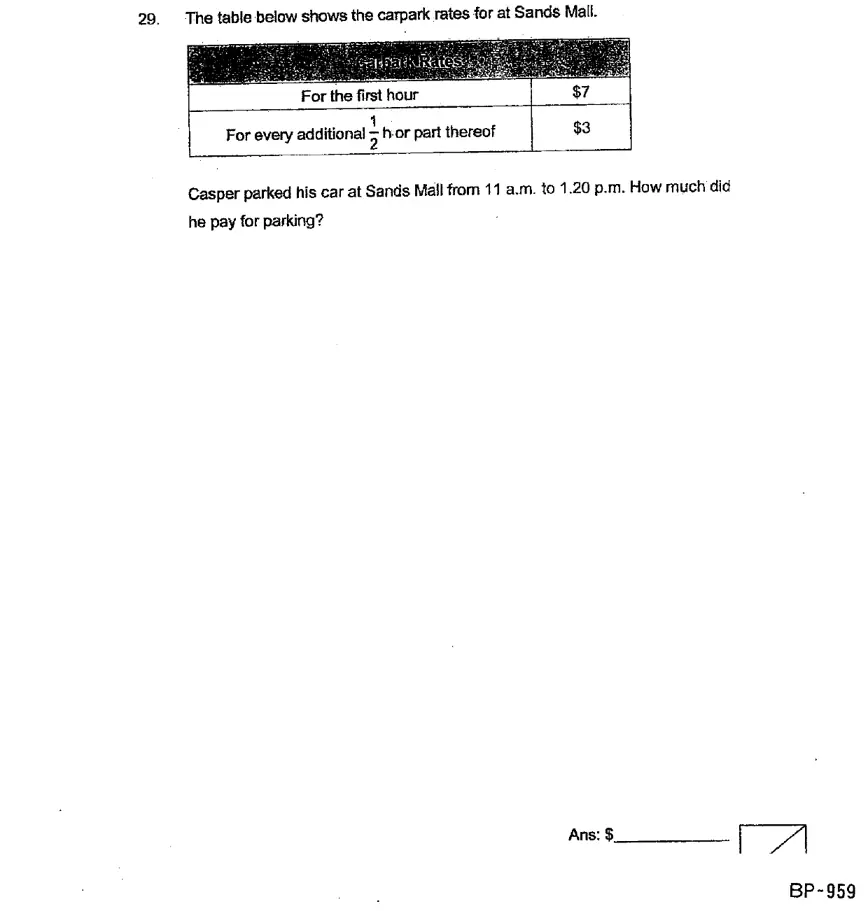 29. The table below shows the carpark rates for at Sands Mall.
Carpark Rates
For the first hour $7
For every additional 1/2 h or part thereof $3
Casper parked his car at Sands Mall from 11 a.m. to 1.20 p.m. How much did
he pay for parking?
Ans: $
BP-959